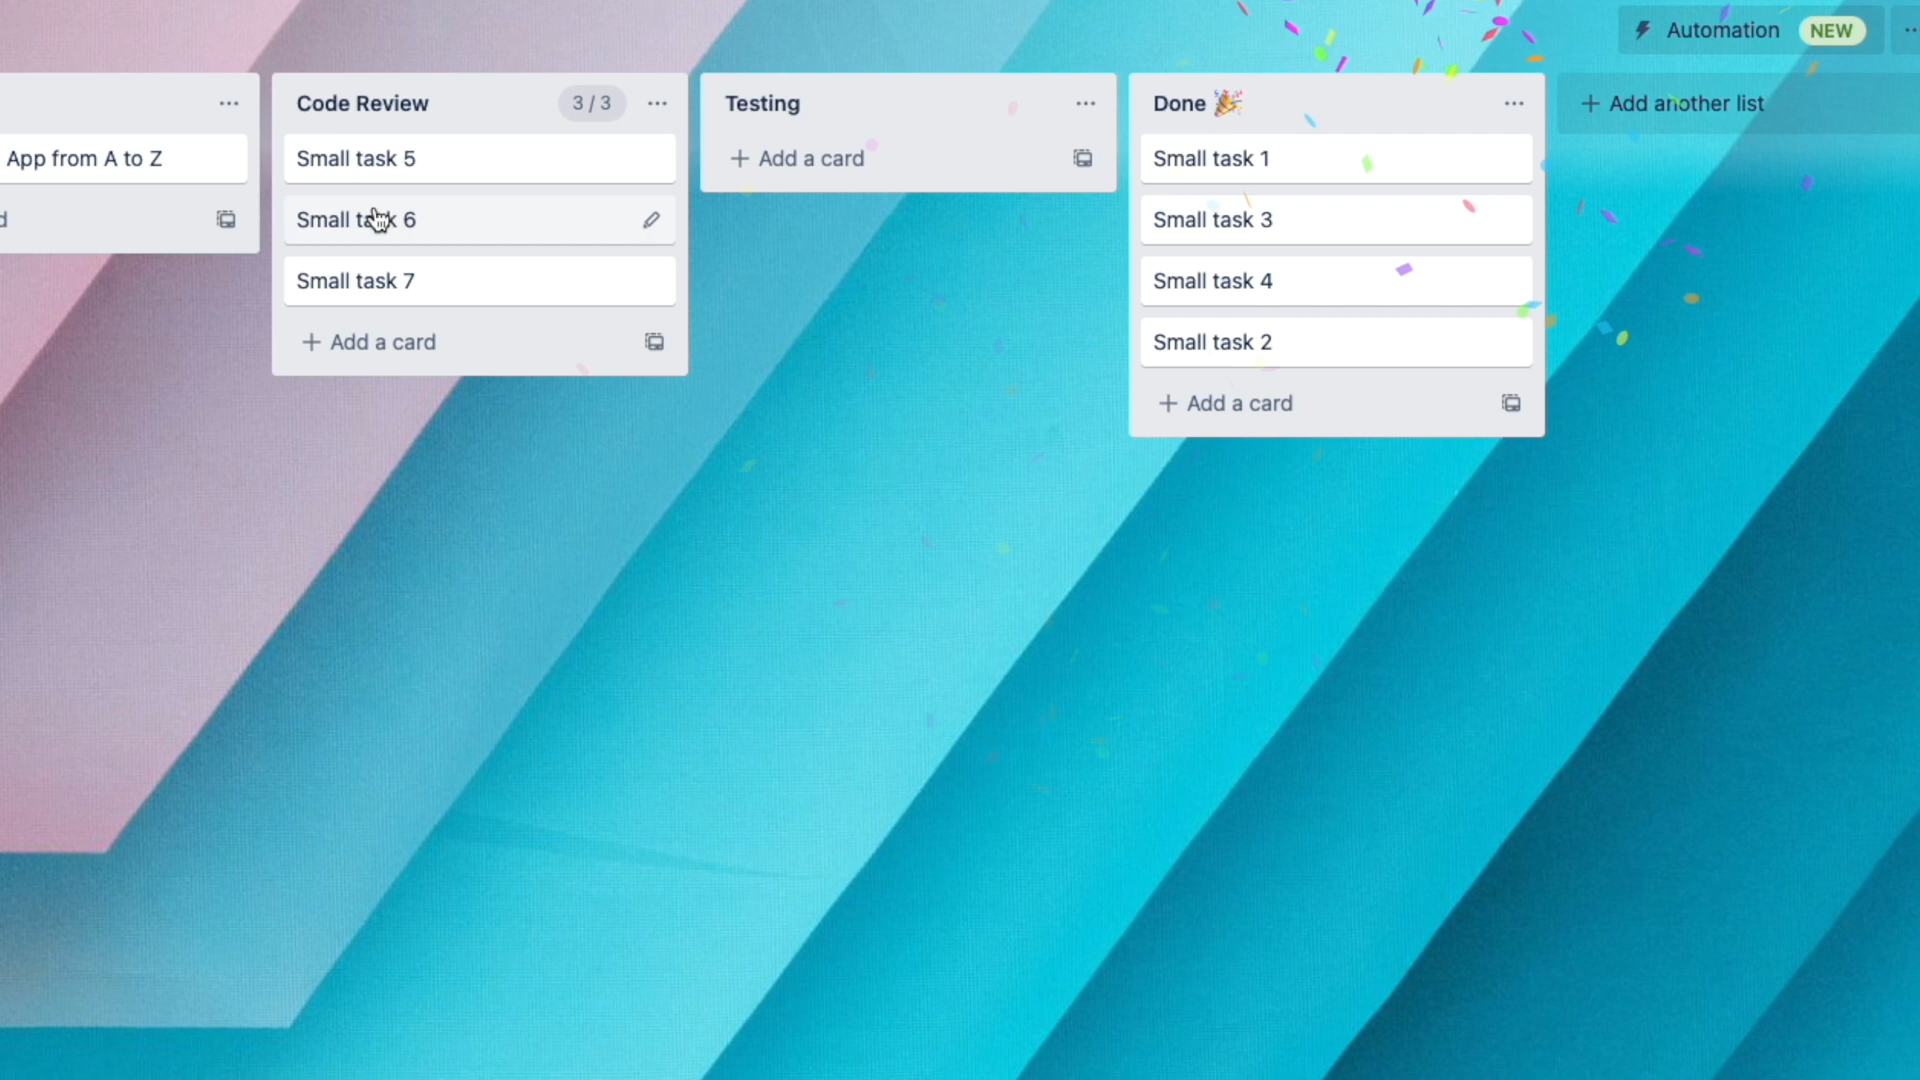 Automation NEW
App from A to Z
d
Code Review 3 / 3
Small task 5
Small task 6
Small task 7
+ Add a card
Testing
+ Add a card
Done 🎉
Small task 1
Small task 3
Small task 4
Small task 2
+ Add a card
+ Add another list